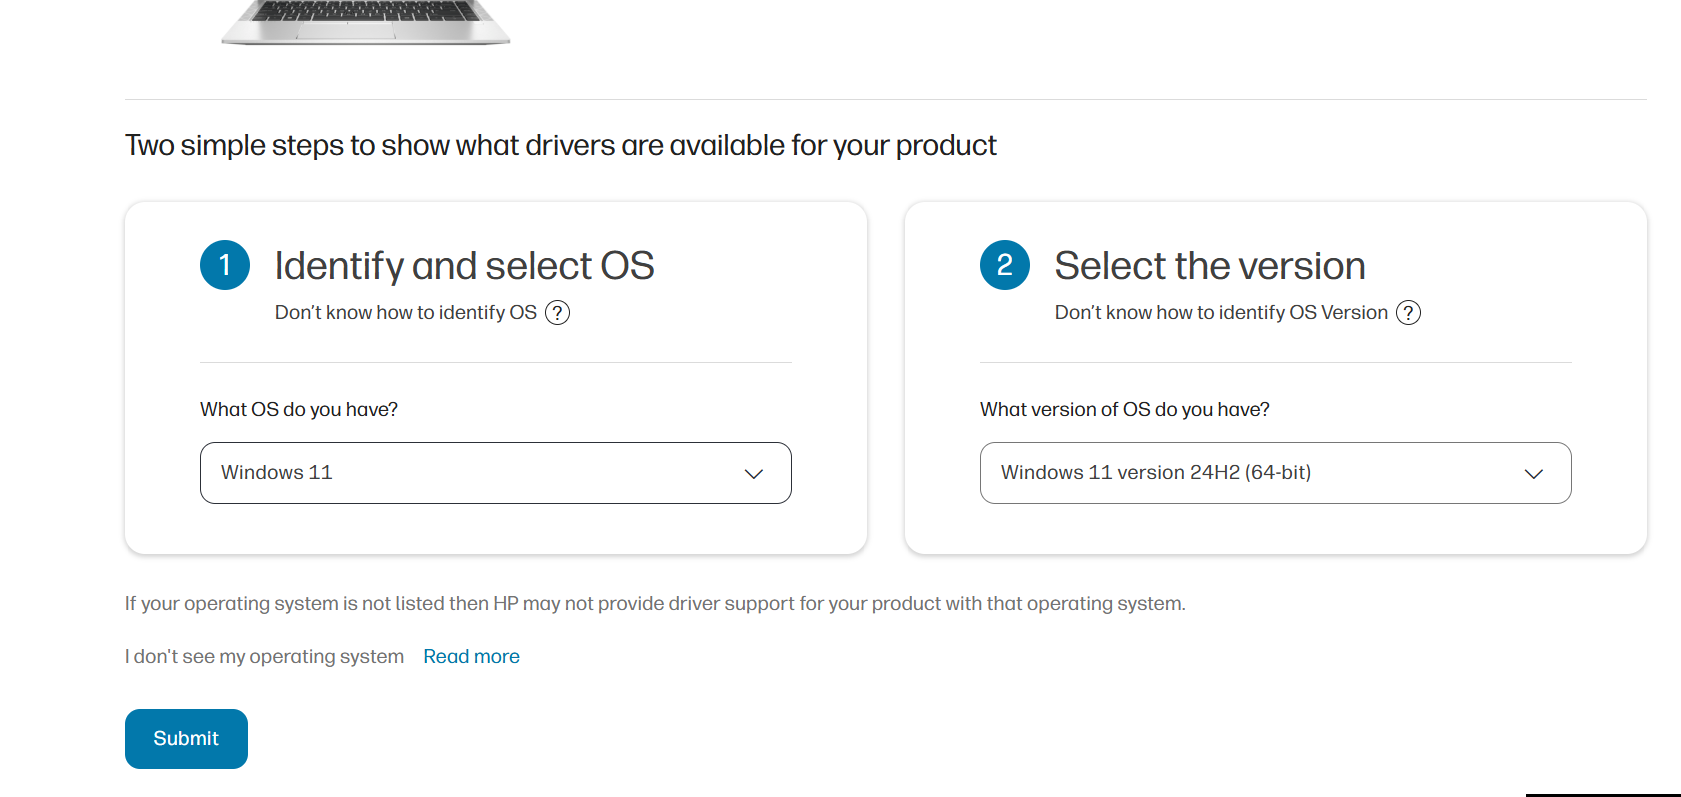 Two simple steps to show what drivers are available for your product
1
Identify and select OS
Don’t know how to identify OS ?
What OS do you have?
Windows 11
2
Select the version
Don’t know how to identify OS Version ?
What version of OS do you have?
Windows 11 version 24H2 (64-bit)
If your operating system is not listed then HP may not provide driver support for your product with that operating system.
I don't see my operating system Read more
Submit